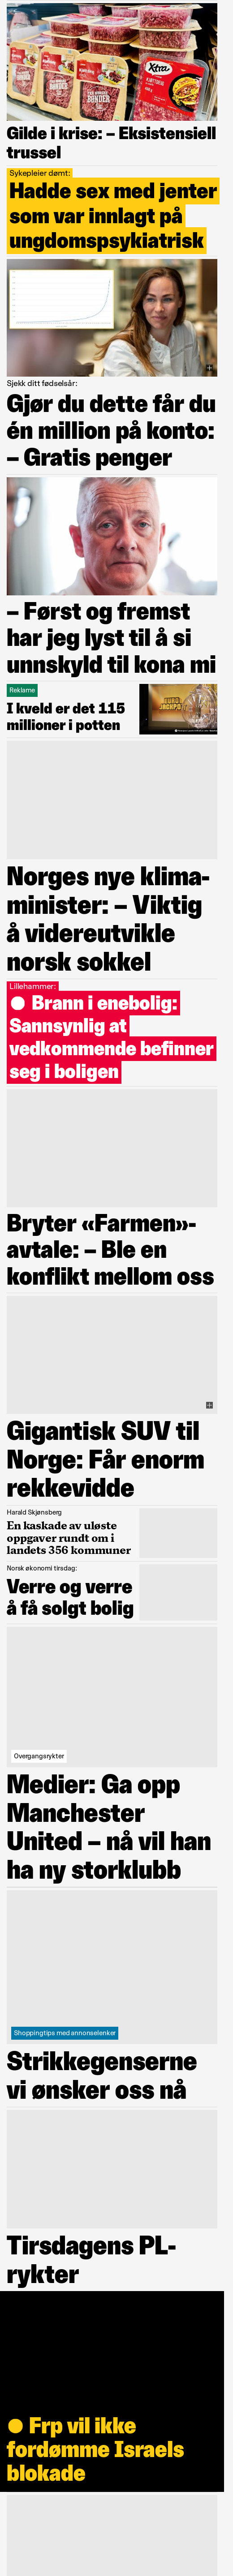 Xtra
Gilde i krise: – Eksistensiell
trussel
Sykepleier dømt:
Hadde sex med jenter
som var innlagt på
ungdomspsykiatrisk
Sjekk ditt fødselsår:
Gjør du dette får du
én million på konto:
– Gratis penger
– Først og fremst
har jeg lyst til å si
unnskyld til kona mi
Reklame
I kveld er det 115
millioner i potten
Norges nye klima-
minister: – Viktig
å videreutvikle
norsk sokkel
Lillehammer:
Brann i enebolig:
Sannsynlig at
vedkommende befinner
seg i boligen
Bryter «Farmen»-
avtale: – Ble en
konflikt mellom oss
Gigantisk SUV til
Norge: Får enorm
rekkevidde
Harald Skjønsberg
En kaskade av uløste
oppgaver rundt om i
landets 356 kommuner
Norsk økonomi tirsdag:
Verre og verre
å få solgt bolig
Overgangsrykter
Medier: Ga opp
Manchester
United – nå vil han
ha ny storklubb
Shoppingtips med annonselenker
Strikkegenserne
vi ønsker oss nå
Tirsdagens PL-
rykter
Frp vil ikke
fordømme Israels
blokade